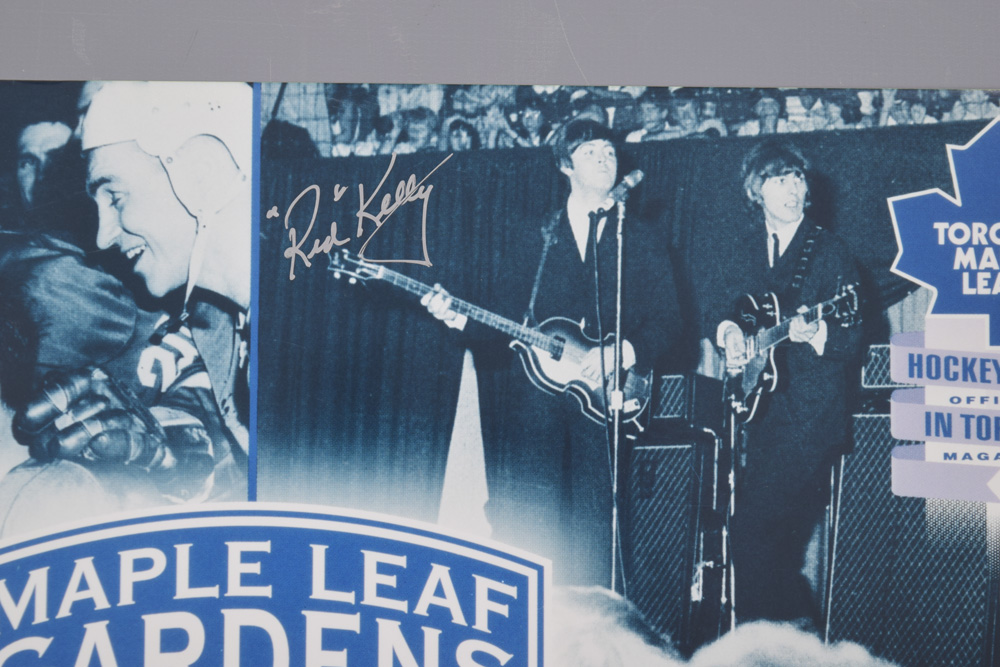 "Red" Kelly
TORO
MA
LEA
HOCKEY
OFFI
IN TOR
MAGA
MAPLE LEAF
GARDENS